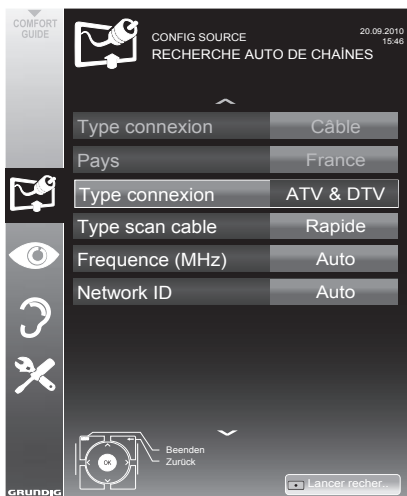 COMFORT
GUIDE
CONFIG SOURCE
RECHERCHE AUTO DE CHAÎNES
20.09.2010
15:46
Type connexion Câble
Pays France
Type connexion ATV & DTV
Type scan cable Rapide
Frequence (MHz) Auto
Network ID Auto
OK
Beenden
Zurück
Lancer recher..
GRUNDIG